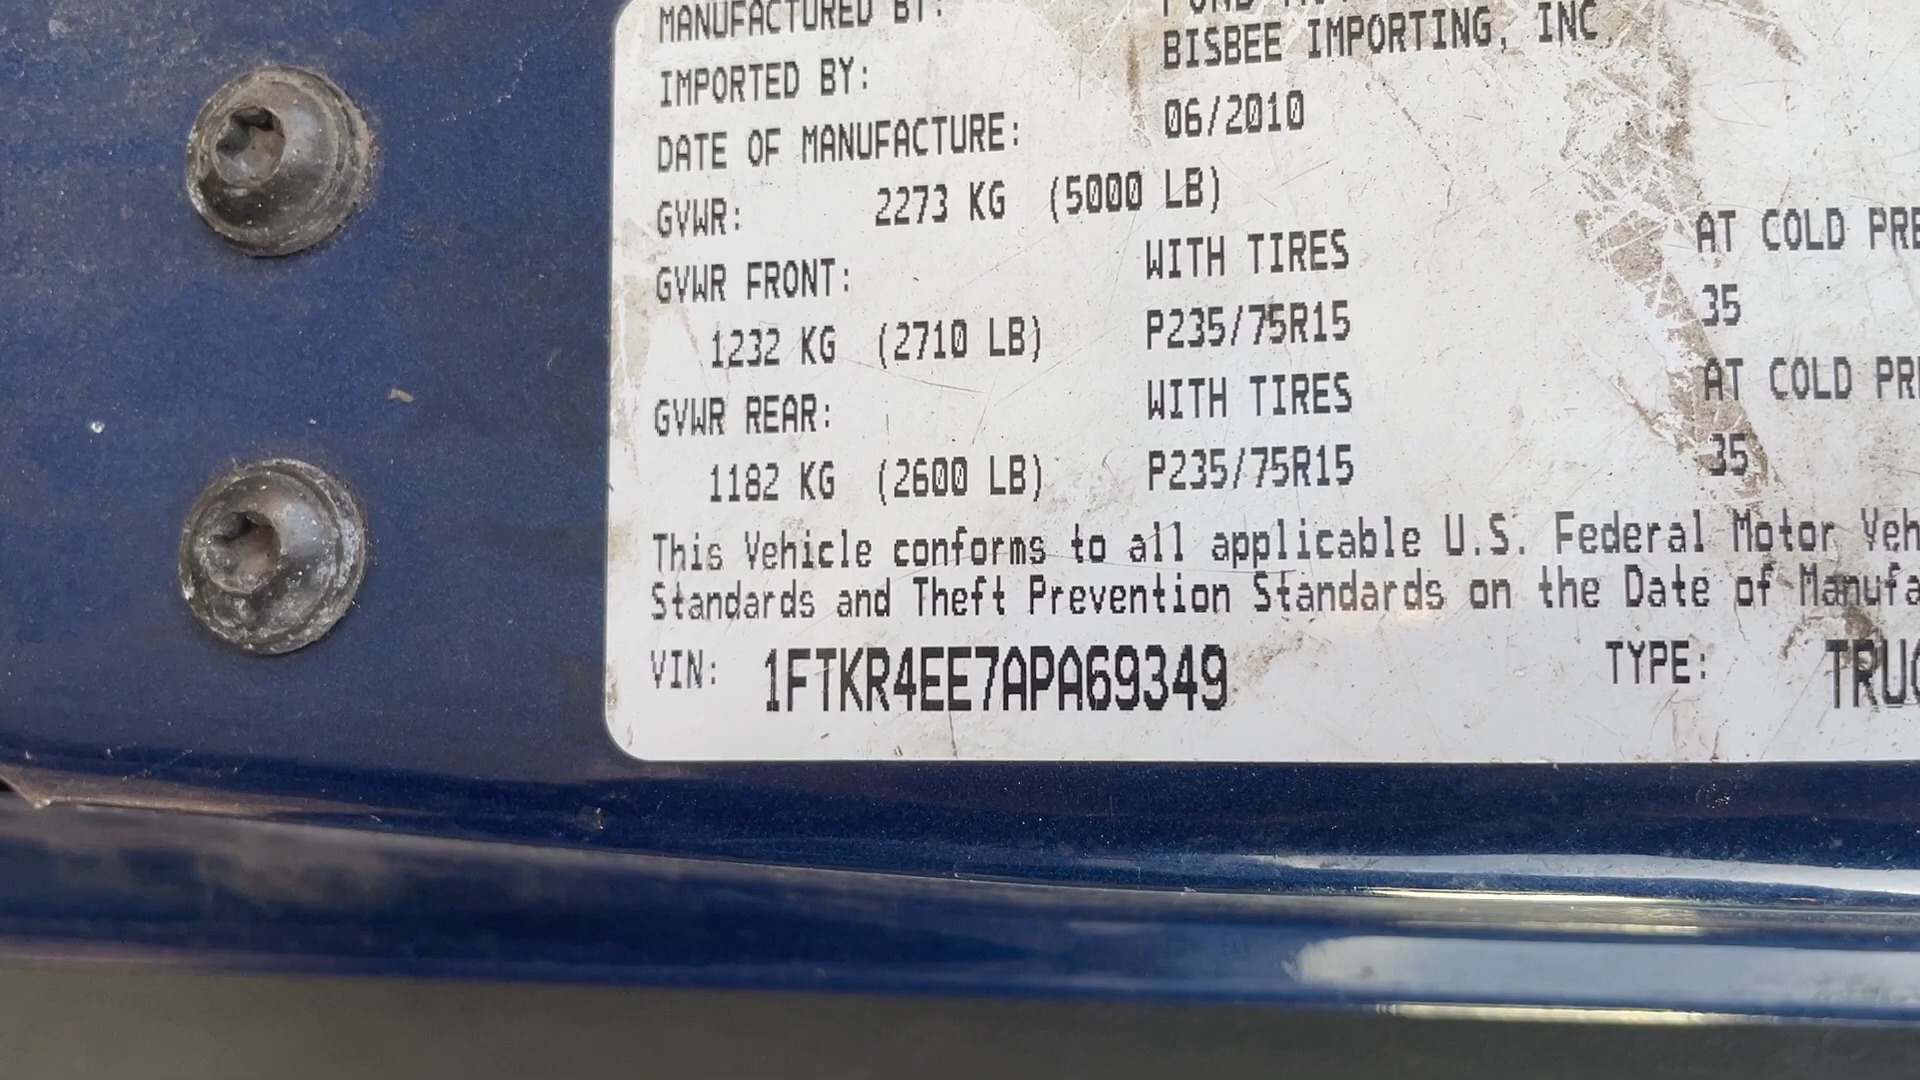 MANUFACTURED BY:
IMPORTED BY: BISBEE IMPORTING, INC
DATE OF MANUFACTURE: 06/2010
GVWR: 2273 KG (5000 LB)
GVWR FRONT: WITH TIRES AT COLD PRE
1232 KG (2710 LB) P235/75R15 35
GVWR REAR: WITH TIRES AT COLD PRE
1182 KG (2600 LB) P235/75R15 35
This Vehicle conforms to all applicable U.S. Federal Motor Veh
Standards and Theft Prevention Standards on the Date of Manufa
VIN: 1FTKR4EE7APA69349 TYPE: TRUC